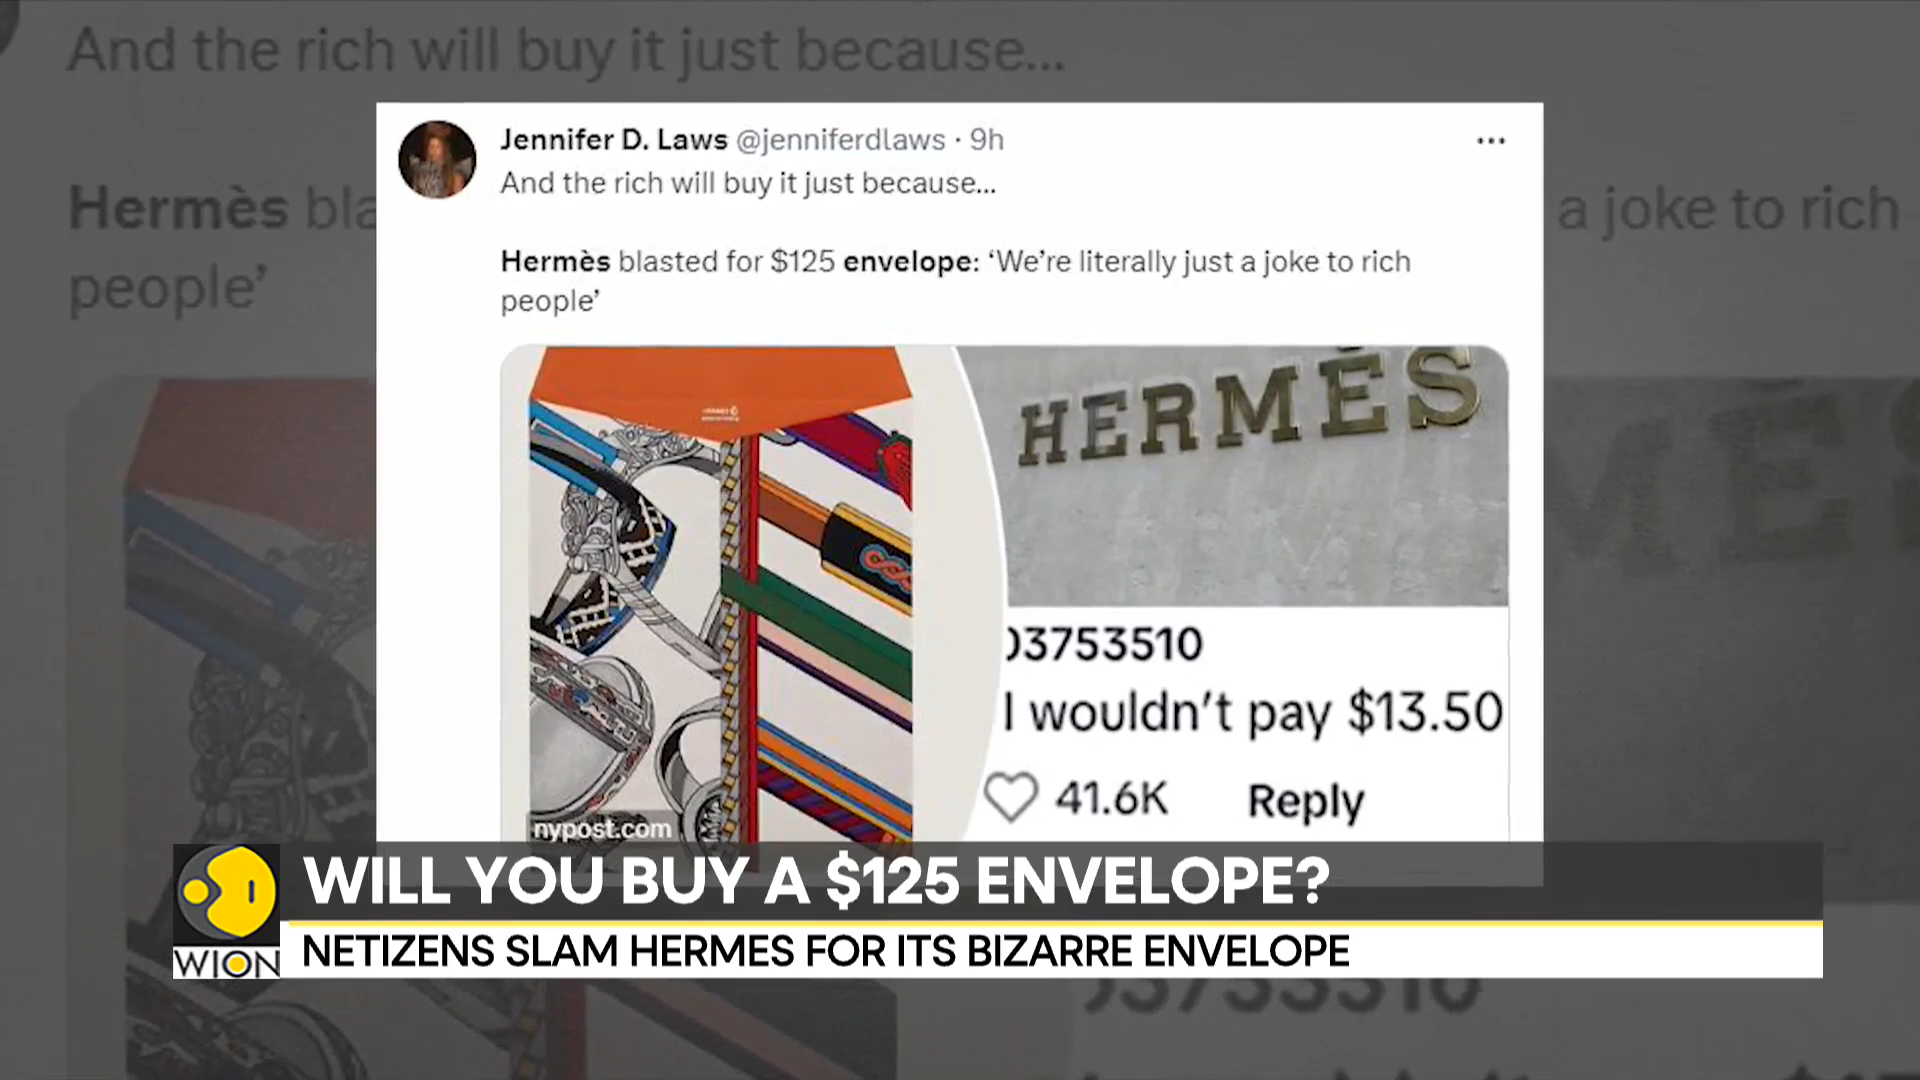 And the rich will buy it just because...
Hermès bla
a joke to rich
people’
Jennifer D. Laws @jenniferdlaws · 9h
And the rich will buy it just because...
Hermès blasted for $125 envelope: ‘We’re literally just a joke to rich
people’
HERMÈS
03753510
I wouldn’t pay $13.50
41.6K Reply
nypost.com
WILL YOU BUY A $125 ENVELOPE?
WION
NETIZENS SLAM HERMES FOR ITS BIZARRE ENVELOPE